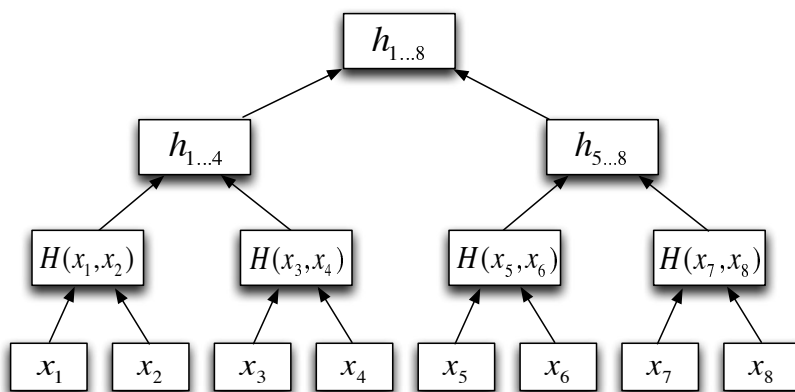 h₁...₈
h₁...₄ h₅...₈
H(x₁,x₂) H(x₃,x₄) H(x₅,x₆) H(x₇,x₈)
x₁ x₂ x₃ x₄ x₅ x₆ x₇ x₈